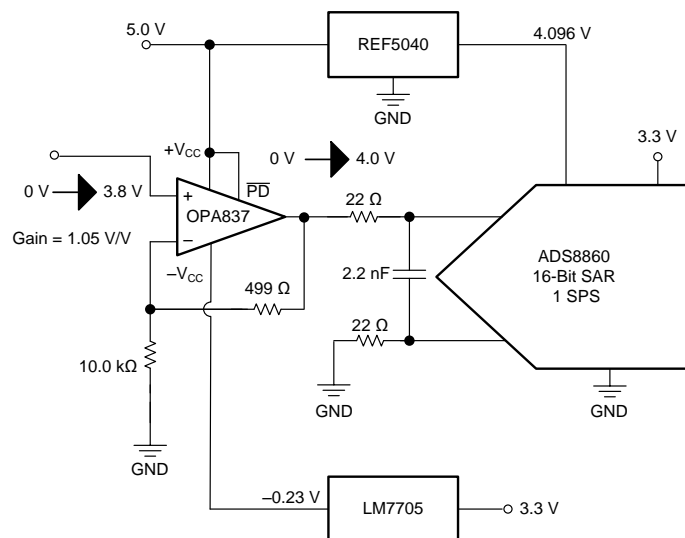 5.0 V
REF5040
4.096 V
GND
3.3 V
+VCC
PD
0 V
4.0 V
0 V
3.8 V
+
OPA837
−
Gain = 1.05 V/V
–VCC
22 Ω
2.2 nF
ADS8860
16-Bit SAR
1 SPS
499 Ω
22 Ω
10.0 kΩ
GND
GND
GND
–0.23 V
LM7705
3.3 V